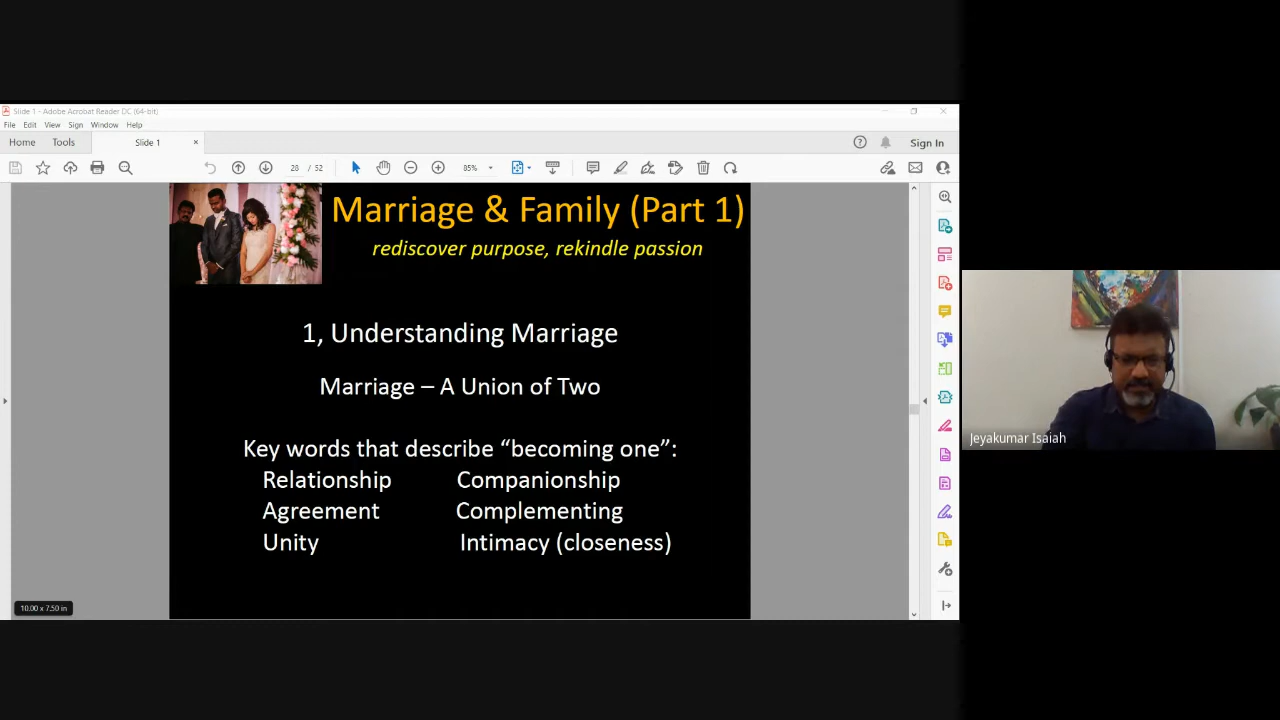 Slide 1 - Adobe Acrobat Reader DC (64-bit)
File Edit View Sign Window Help
Home Tools Slide 1 × Sign In
28 / 52 85%
Marriage & Family (Part 1)
rediscover purpose, rekindle passion
1, Understanding Marriage
Marriage – A Union of Two
Key words that describe “becoming one”:
Relationship Companionship
Agreement Complementing
Unity Intimacy (closeness)
10.00 x 7.50 in
Jeyakumar Isaiah